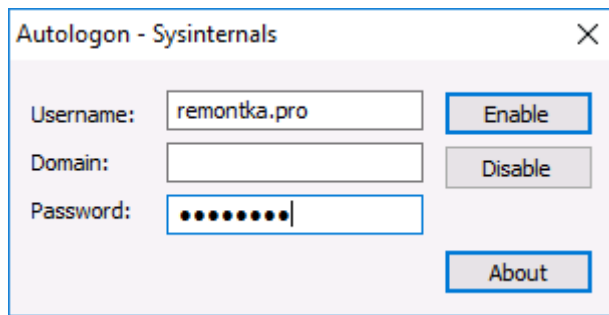 Autologon - Sysinternals
Username: remontka.pro Enable
Domain: Disable
Password: ••••••••
About